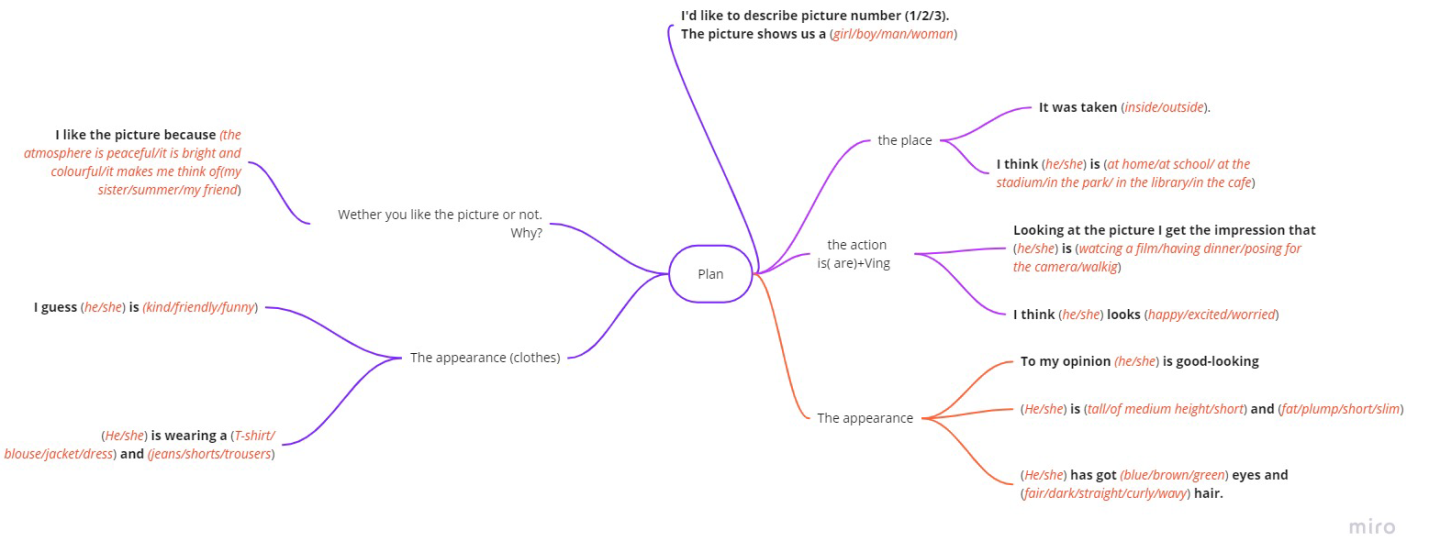 I'd like to describe picture number (1/2/3).
The picture shows us a (girl/boy/man/woman)
the place
It was taken (inside/outside).
I think (he/she) is (at home/at school/ at the
stadium/in the park/ in the library/in the cafe)
the action
is( are)+Ving
Looking at the picture I get the impression that
(he/she) is (watcing a film/having dinner/posing for
the camera/walkig)
I think (he/she) looks (happy/excited/worried)
The appearance
To my opinion (he/she) is good-looking
(He/she) is (tall/of medium height/short) and (fat/plump/short/slim)
(He/she) has got (blue/brown/green) eyes and
(fair/dark/straight/curly/wavy) hair.
Plan
The appearance (clothes)
I guess (he/she) is (kind/friendly/funny)
(He/she) is wearing a (T-shirt/
blouse/jacket/dress) and (jeans/shorts/trousers)
Wether you like the picture or not.
Why?
I like the picture because (the
atmosphere is peaceful/it is bright and
colourful/it makes me think of(my
sister/summer/my friend)
miro